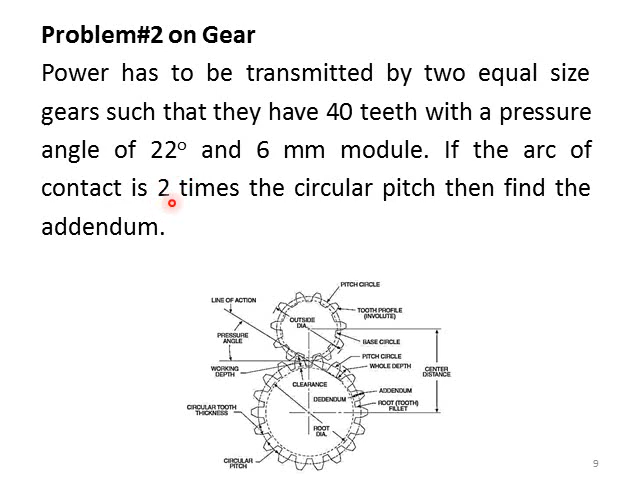 Problem#2 on Gear
Power has to be transmitted by two equal size
gears such that they have 40 teeth with a pressure
angle of 22º and 6 mm module. If the arc of
contact is 2 times the circular pitch then find the
addendum.
PITCH CIRCLE
LINE OF ACTION
TOOTH PROFILE
(INVOLUTE)
OUTSIDE
DIA.
PRESSURE
ANGLE
BASE CIRCLE
PITCH CIRCLE
WHOLE DEPTH
WORKING
DEPTH
CENTER
DISTANCE
CLEARANCE
ADDENDUM
DEDENDUM
ROOT (TOOTH)
FILLET
CIRCULAR TOOTH
THICKNESS
ROOT
DIA.
CIRCULAR
PITCH
9